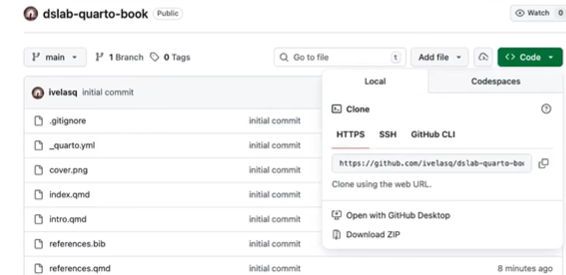 dslab-quarto-book Public Watch 0
main 1 Branch 0 Tags Go to file t Add file <> Code
Local Codespaces
ivelasq initial commit
Clone
.gitignore initial commit
HTTPS SSH GitHub CLI
_quarto.yml initial commit
https://github.com/ivelasq/dslab-quarto-boo
cover.png initial commit
Clone using the web URL.
index.qmd initial commit
intro.qmd initial commit
Open with GitHub Desktop
references.bib initial commit
Download ZIP
references.qmd initial commit 8 minutes ago